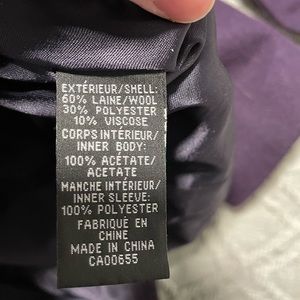 EXTÉRIEUR/SHELL:
60% LAINE/WOOL
30% POLYESTER
10% VISCOSE
CORPS INTÉRIEUR/
INNER BODY:
100% ACÉTATE/
ACETATE
MANCHE INTÉRIEUR/
INNER SLEEVE:
100% POLYESTER
FABRIQUÉ EN
CHINE
MADE IN CHINA
CA00655